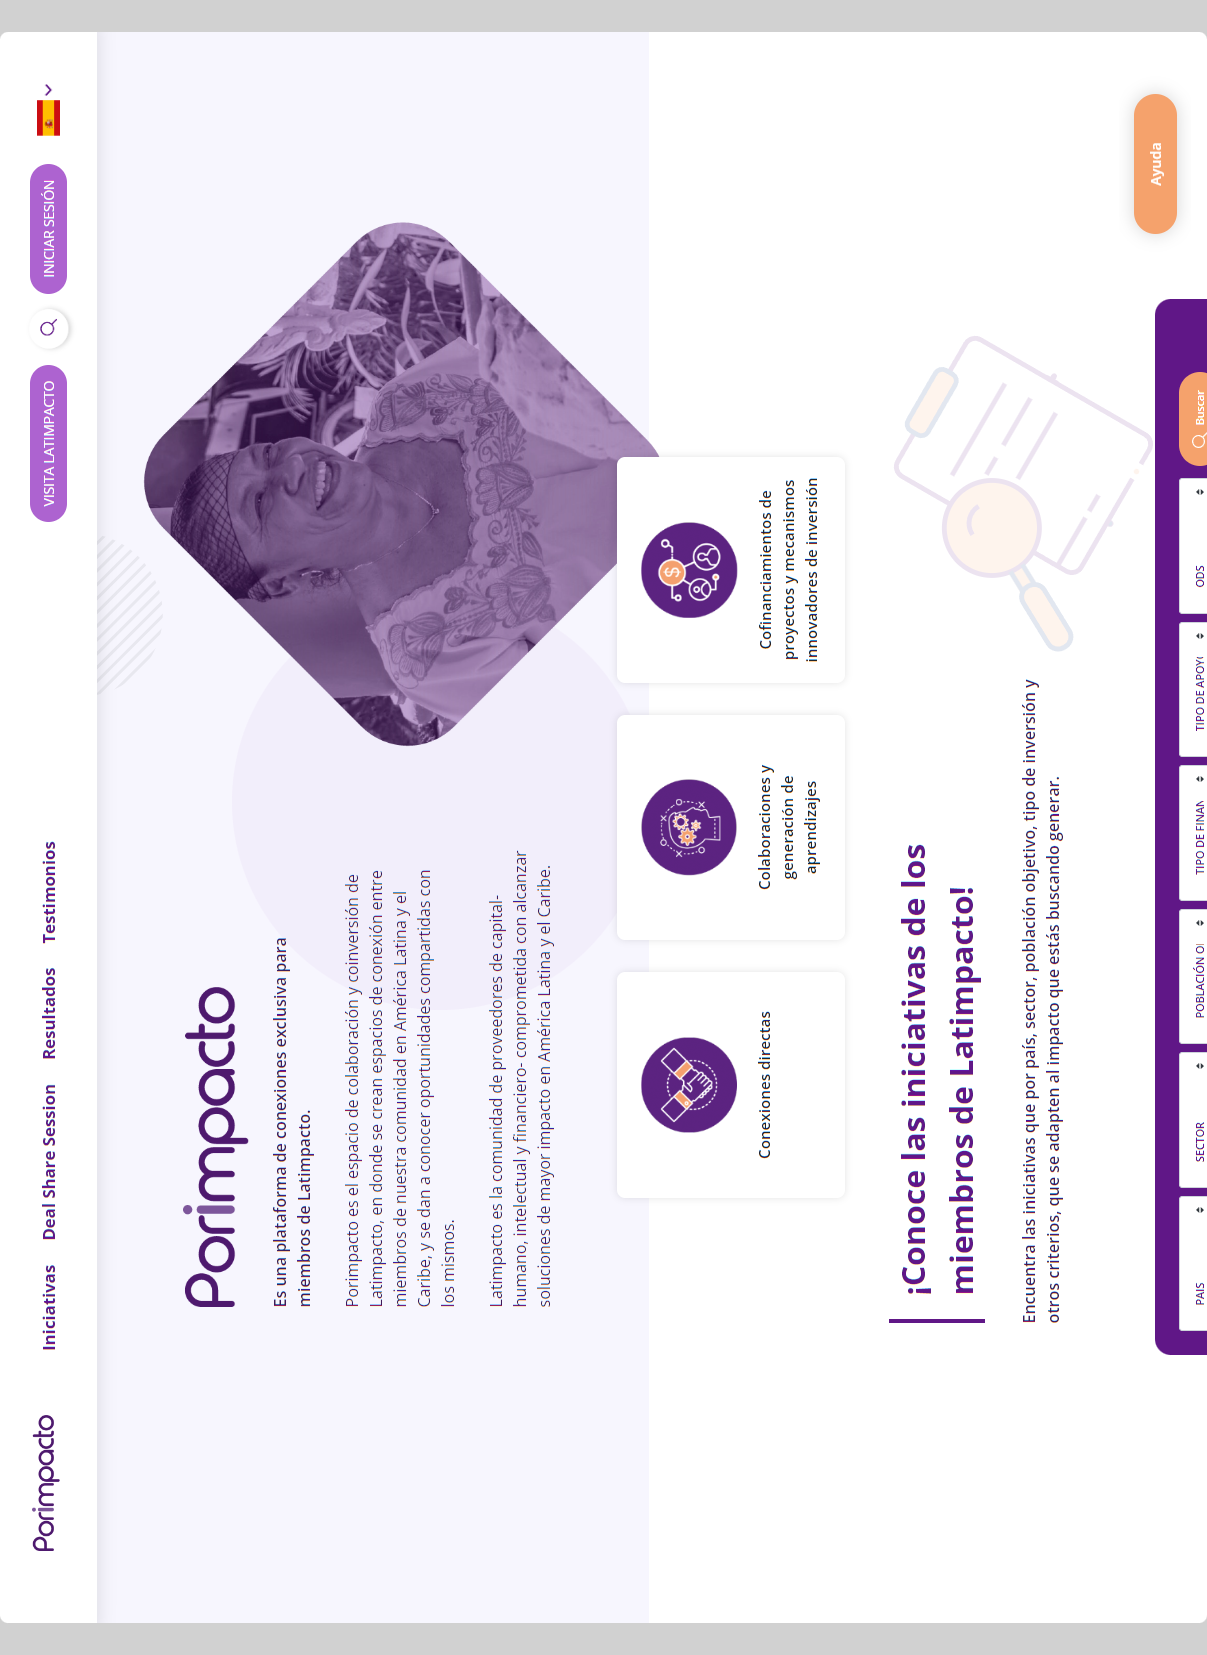 Porimpacto
Iniciativas
Deal Share Session
Resultados
Testimonios
VISITA LATIMPACTO
INICIAR SESIÓN
Porimpacto
Es una plataforma de conexiones exclusiva para
miembros de Latimpacto.
Porimpacto es el espacio de colaboración y coinversión de
Latimpacto, en donde se crean espacios de conexión entre
miembros de nuestra comunidad en América Latina y el
Caribe, y se dan a conocer oportunidades compartidas con
los mismos.
Latimpacto es la comunidad de proveedores de capital-
humano, intelectual y financiero- comprometida con alcanzar
soluciones de mayor impacto en América Latina y el Caribe.
Conexiones directas
Colaboraciones y
generación de
aprendizajes
Cofinanciamientos de
proyectos y mecanismos
innovadores de inversión
¡Conoce las iniciativas de los
miembros de Latimpacto!
Encuentra las iniciativas que por país, sector, población objetivo, tipo de inversión y
otros criterios, que se adapten al impacto que estás buscando generar.
Ayuda
PAIS
SECTOR
POBLACIÓN
TIPO DE
TIPO DE
ODS
Buscar